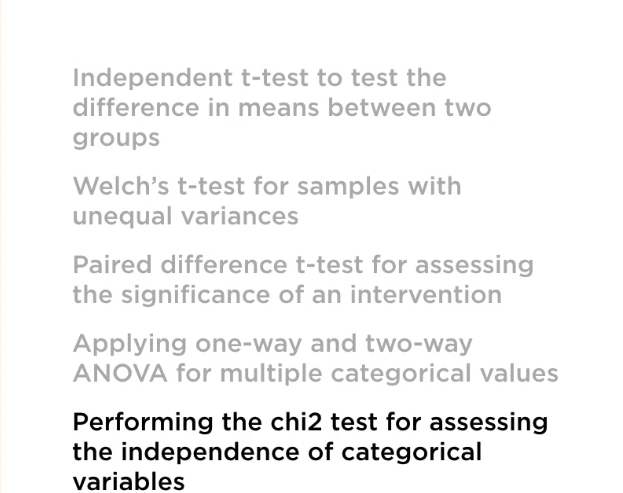 Independent t-test to test the
difference in means between two
groups
Welch’s t-test for samples with
unequal variances
Paired difference t-test for assessing
the significance of an intervention
Applying one-way and two-way
ANOVA for multiple categorical values
Performing the chi2 test for assessing
the independence of categorical
variables